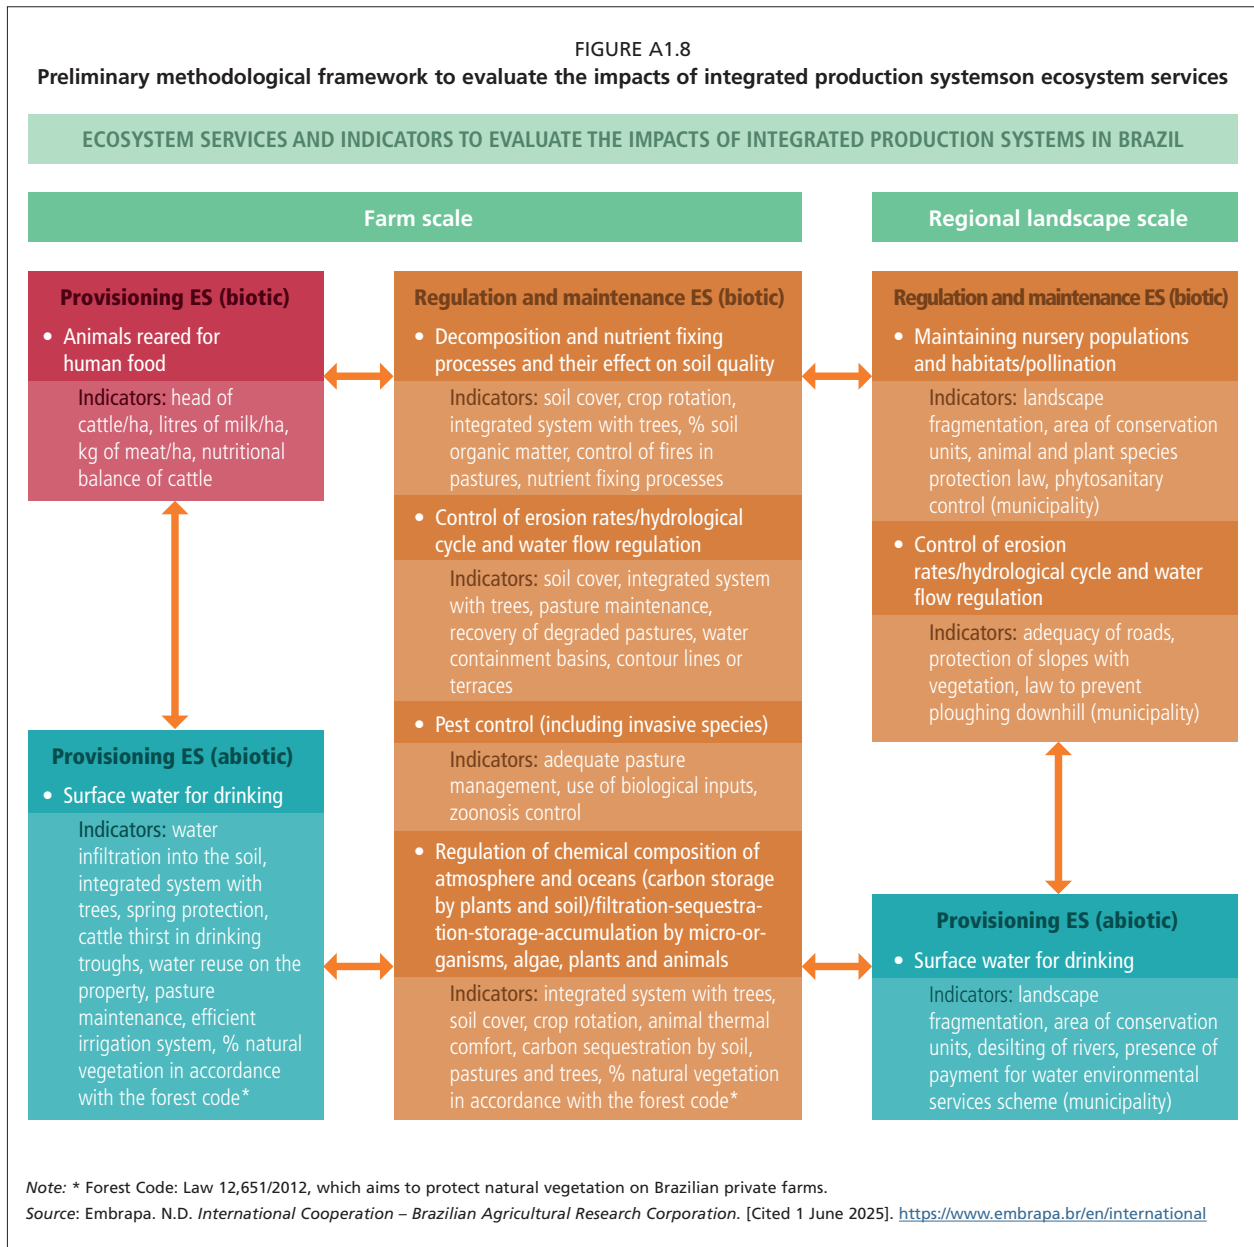 FIGURE A1.8
Preliminary methodological framework to evaluate the impacts of integrated production systemson ecosystem services
ECOSYSTEM SERVICES AND INDICATORS TO EVALUATE THE IMPACTS OF INTEGRATED PRODUCTION SYSTEMS IN BRAZIL
Farm scale
Provisioning ES (biotic)
• Animals reared for
human food
Indicators: head of
cattle/ha, litres of milk/ha,
kg of meat/ha, nutritional
balance of cattle
Provisioning ES (abiotic)
• Surface water for drinking
Indicators: water
infiltration into the soil,
integrated system with
trees, spring protection,
cattle thirst in drinking
troughs, water reuse on the
property, pasture
maintenance, efficient
irrigation system, % natural
vegetation in accordance
with the forest code*
Regulation and maintenance ES (biotic)
• Decomposition and nutrient fixing
processes and their effect on soil quality
Indicators: soil cover, crop rotation,
integrated system with trees, % soil
organic matter, control of fires in
pastures, nutrient fixing processes
• Control of erosion rates/hydrological
cycle and water flow regulation
Indicators: soil cover, integrated system
with trees, pasture maintenance,
recovery of degraded pastures, water
containment basins, contour lines or
terraces
• Pest control (including invasive species)
Indicators: adequate pasture
management, use of biological inputs,
zoonosis control
• Regulation of chemical composition of
atmosphere and oceans (carbon storage
by plants and soil)/filtration-sequestra-
tion-storage-accumulation by micro-or-
ganisms, algae, plants and animals
Indicators: integrated system with trees,
soil cover, crop rotation, animal thermal
comfort, carbon sequestration by soil,
pastures and trees, % natural vegetation
in accordance with the forest code*
Regional landscape scale
Regulation and maintenance ES (biotic)
• Maintaining nursery populations
and habitats/pollination
Indicators: landscape
fragmentation, area of conservation
units, animal and plant species
protection law, phytosanitary
control (municipality)
• Control of erosion
rates/hydrological cycle and water
flow regulation
Indicators: adequacy of roads,
protection of slopes with
vegetation, law to prevent
ploughing downhill (municipality)
Provisioning ES (abiotic)
• Surface water for drinking
Indicators: landscape
fragmentation, area of conservation
units, desilting of rivers, presence of
payment for water environmental
services scheme (municipality)
Note: * Forest Code: Law 12,651/2012, which aims to protect natural vegetation on Brazilian private farms.
Source: Embrapa. N.D. International Cooperation – Brazilian Agricultural Research Corporation. [Cited 1 June 2025]. https://www.embrapa.br/en/international